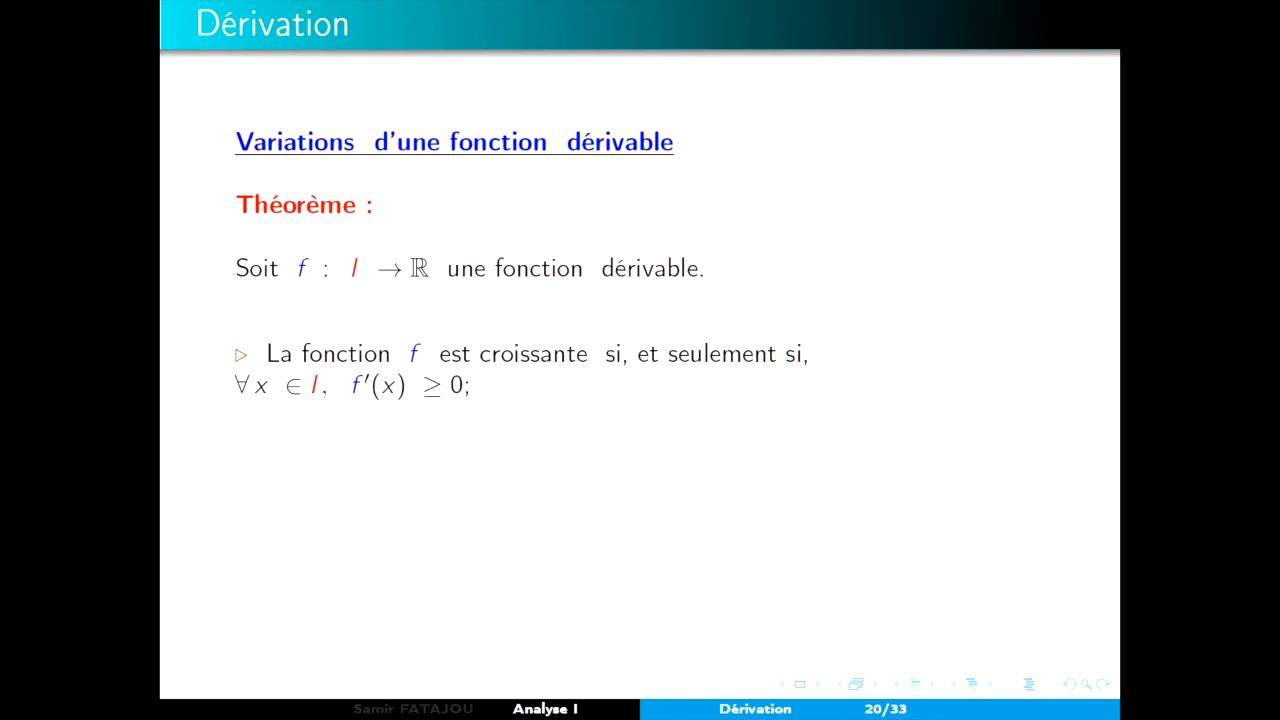 Dérivation
Variations d'une fonction dérivable
Théorème :
Soit f : I → ℝ une fonction dérivable.
▷ La fonction f est croissante si, et seulement si,
∀ x ∈ I, f′(x) ≥ 0;
Samir FATAJOU Analyse I Dérivation 20/33